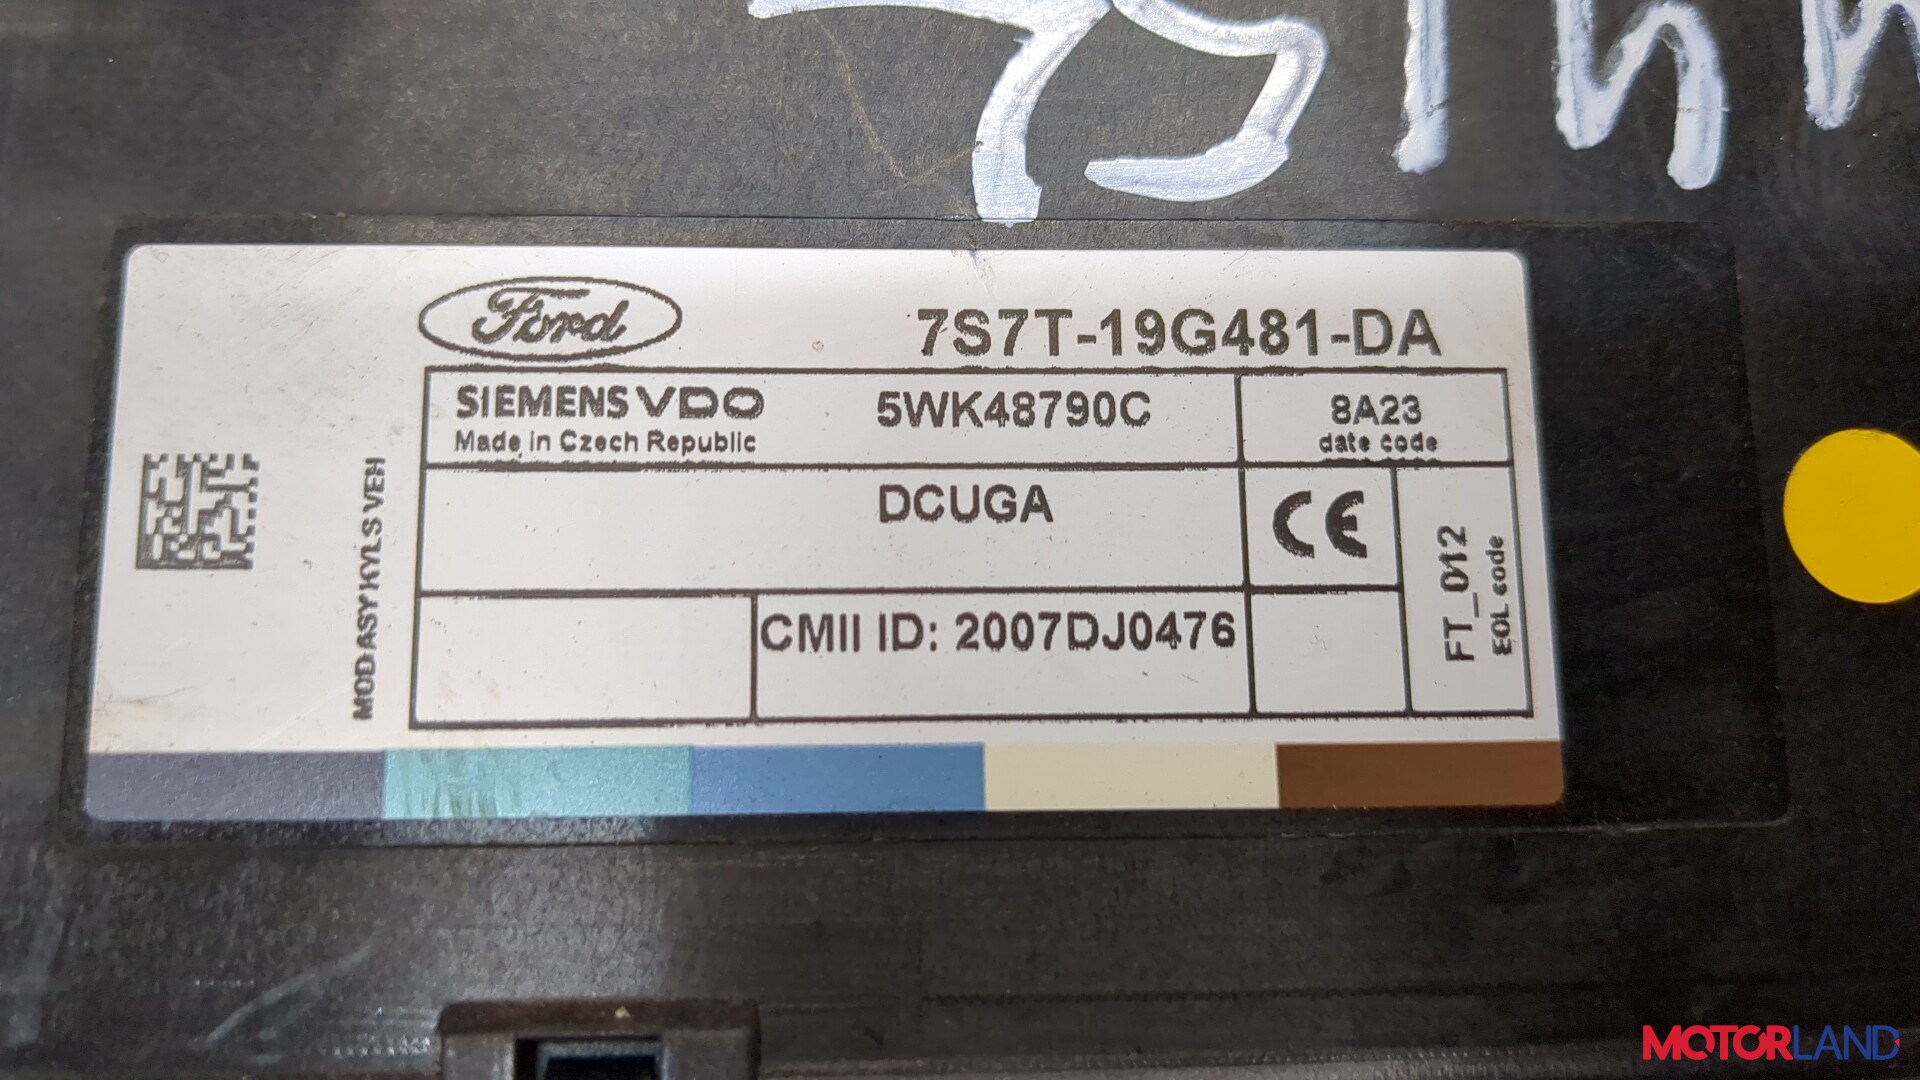 Ford
7S7T-19G481-DA
SIEMENS VDO
Made in Czech Republic
5WK48790C
8A23
date code
DCUGA
CE
CMII ID: 2007DJ0476
FT_012
EOL code
MOD ASY KYLS VEH
MOTORLAND